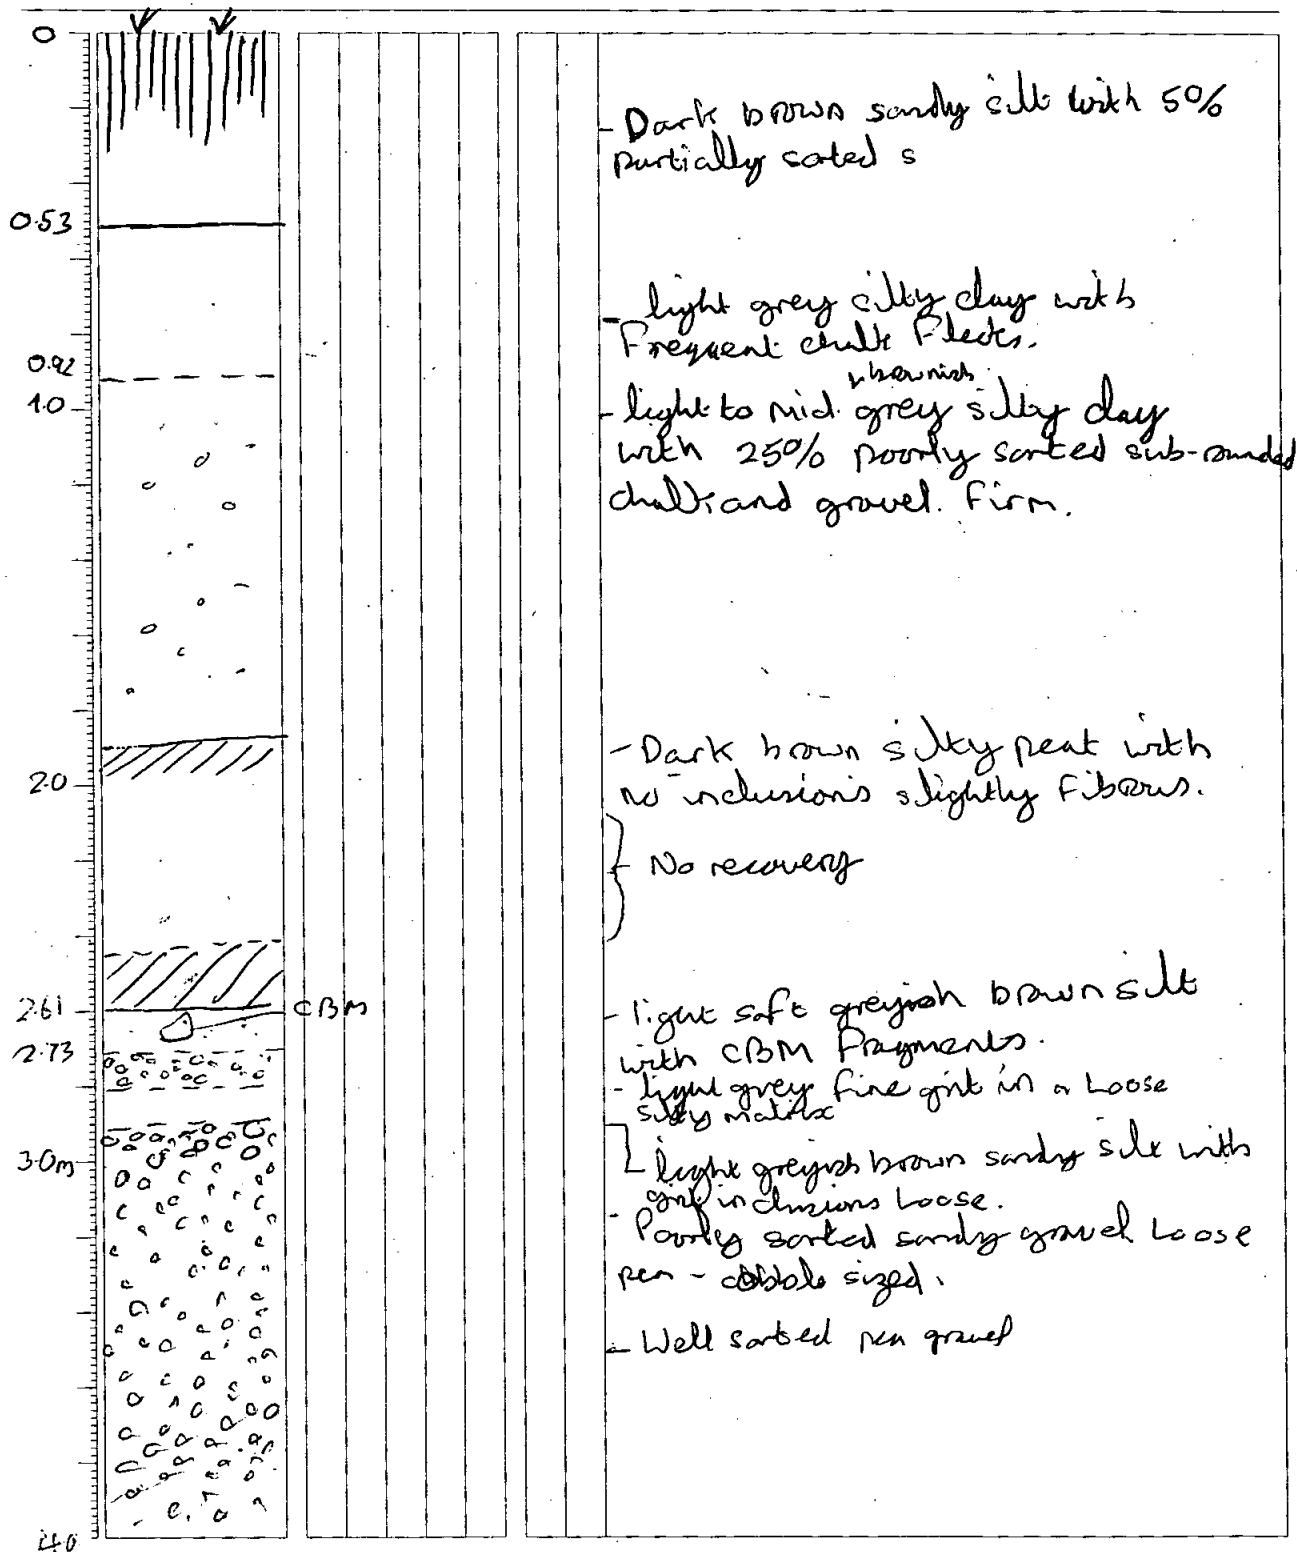 0
- Dark brown sandy silt with 5%
partially sorted s
0.53
- light grey silty clay with
Frequent chalk Flecks.
0.92
brownish
1.0
- light to mid grey silty clay
with 25% poorly sorted sub-rounded
chalk and gravel. Firm.
- Dark brown silty peat with
2.0
no inclusions slightly Fibrous.
- No recovery
2.61
CBM
- light soft greyish brown silt
with CBM Fragments.
2.73
- light grey fine grit in a Loose
silty matrix
3.0m
light greyish brown sandy silt with
grit inclusions Loose.
- Poorly sorted sandy gravel Loose
pea - cobble sized.
- Well sorted pea gravel
4.0